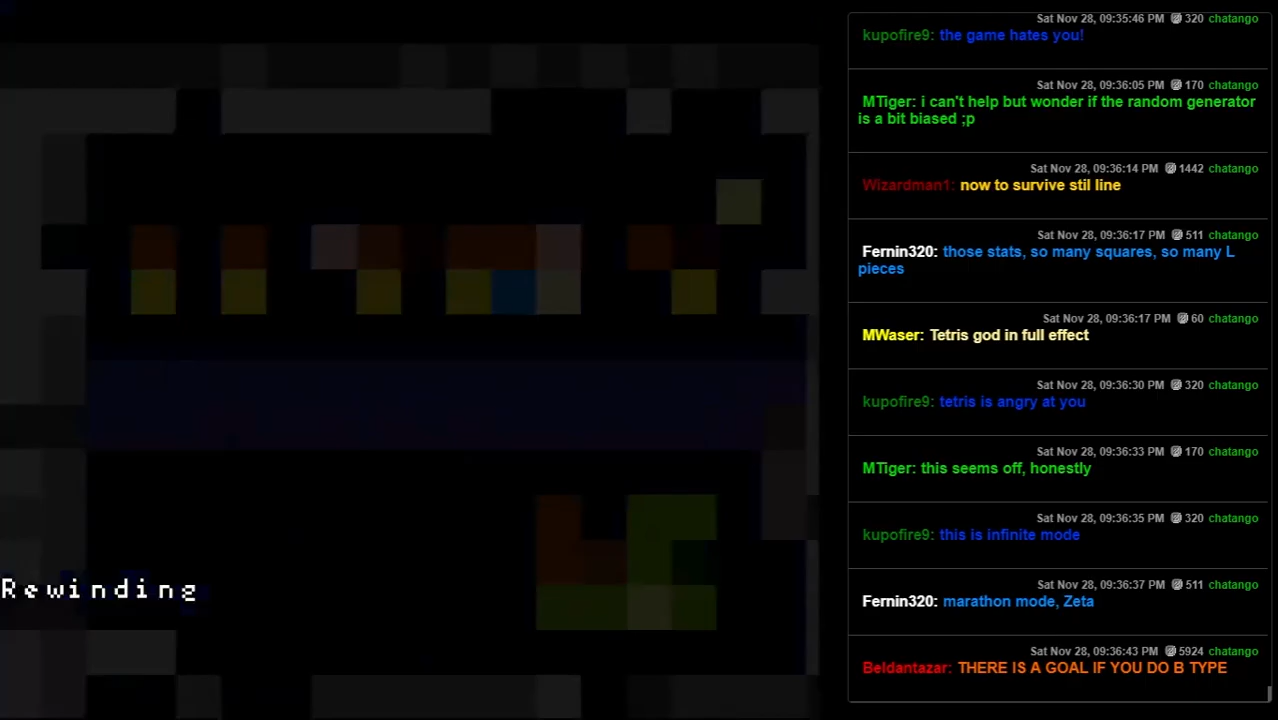 Sat Nov 28, 09:35:46 PM 320 chatango
kupofire9: the game hates you!
Sat Nov 28, 09:36:05 PM 170 chatango
MTiger: i can't help but wonder if the random generator
is a bit biased ;p
Sat Nov 28, 09:36:14 PM 1442 chatango
Wizardman1: now to survive stil line
Sat Nov 28, 09:36:17 PM 511 chatango
Fernin320: those stats, so many squares, so many L
pieces
Sat Nov 28, 09:36:17 PM 60 chatango
MWaser: Tetris god in full effect
Sat Nov 28, 09:36:30 PM 320 chatango
kupofire9: tetris is angry at you
Sat Nov 28, 09:36:33 PM 170 chatango
MTiger: this seems off, honestly
Sat Nov 28, 09:36:35 PM 320 chatango
kupofire9: this is infinite mode
Sat Nov 28, 09:36:37 PM 511 chatango
Fernin320: marathon mode, Zeta
Sat Nov 28, 09:36:43 PM 5924 chatango
Beldantazar: THERE IS A GOAL IF YOU DO B TYPE
Rewinding